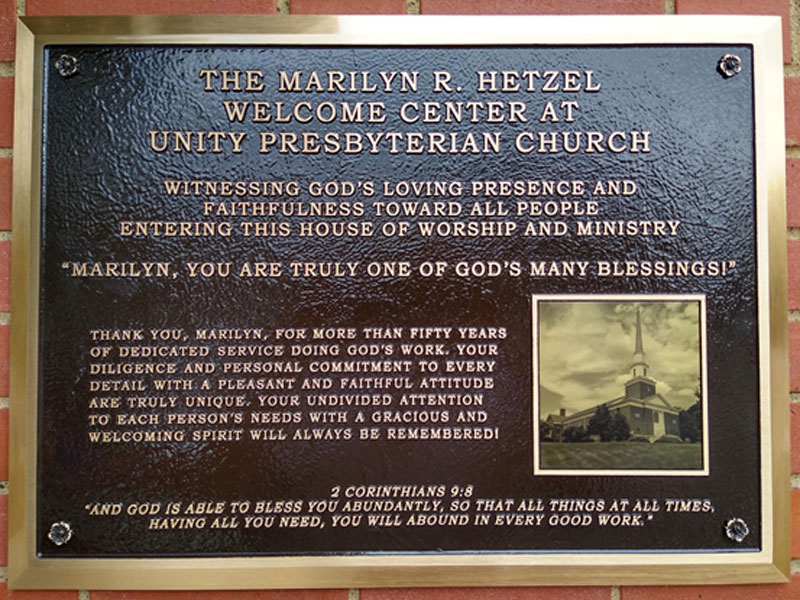 THE MARILYN R. HETZEL
WELCOME CENTER AT
UNITY PRESBYTERIAN CHURCH
WITNESSING GOD'S LOVING PRESENCE AND
FAITHFULNESS TOWARD ALL PEOPLE
ENTERING THIS HOUSE OF WORSHIP AND MINISTRY
"MARILYN, YOU ARE TRULY ONE OF GOD'S MANY BLESSINGS!"
THANK YOU, MARILYN, FOR MORE THAN FIFTY YEARS
OF DEDICATED SERVICE DOING GOD'S WORK. YOUR
DILIGENCE AND PERSONAL COMMITMENT TO EVERY
DETAIL WITH A PLEASANT AND FAITHFUL ATTITUDE
ARE TRULY UNIQUE. YOUR UNDIVIDED ATTENTION
TO EACH PERSON'S NEEDS WITH A GRACIOUS AND
WELCOMING SPIRIT WILL ALWAYS BE REMEMBERED!
2 CORINTHIANS 9:8
"AND GOD IS ABLE TO BLESS YOU ABUNDANTLY, SO THAT ALL THINGS AT ALL TIMES,
HAVING ALL YOU NEED, YOU WILL ABOUND IN EVERY GOOD WORK."